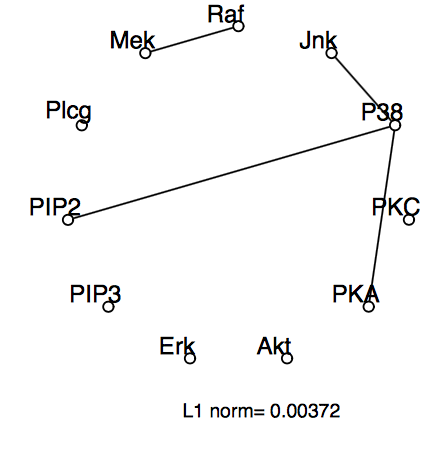 Raf
Mek
Jnk
Plcg
P38
PIP2
PKC
PIP3
PKA
Erk
Akt
L1 norm= 0.00372